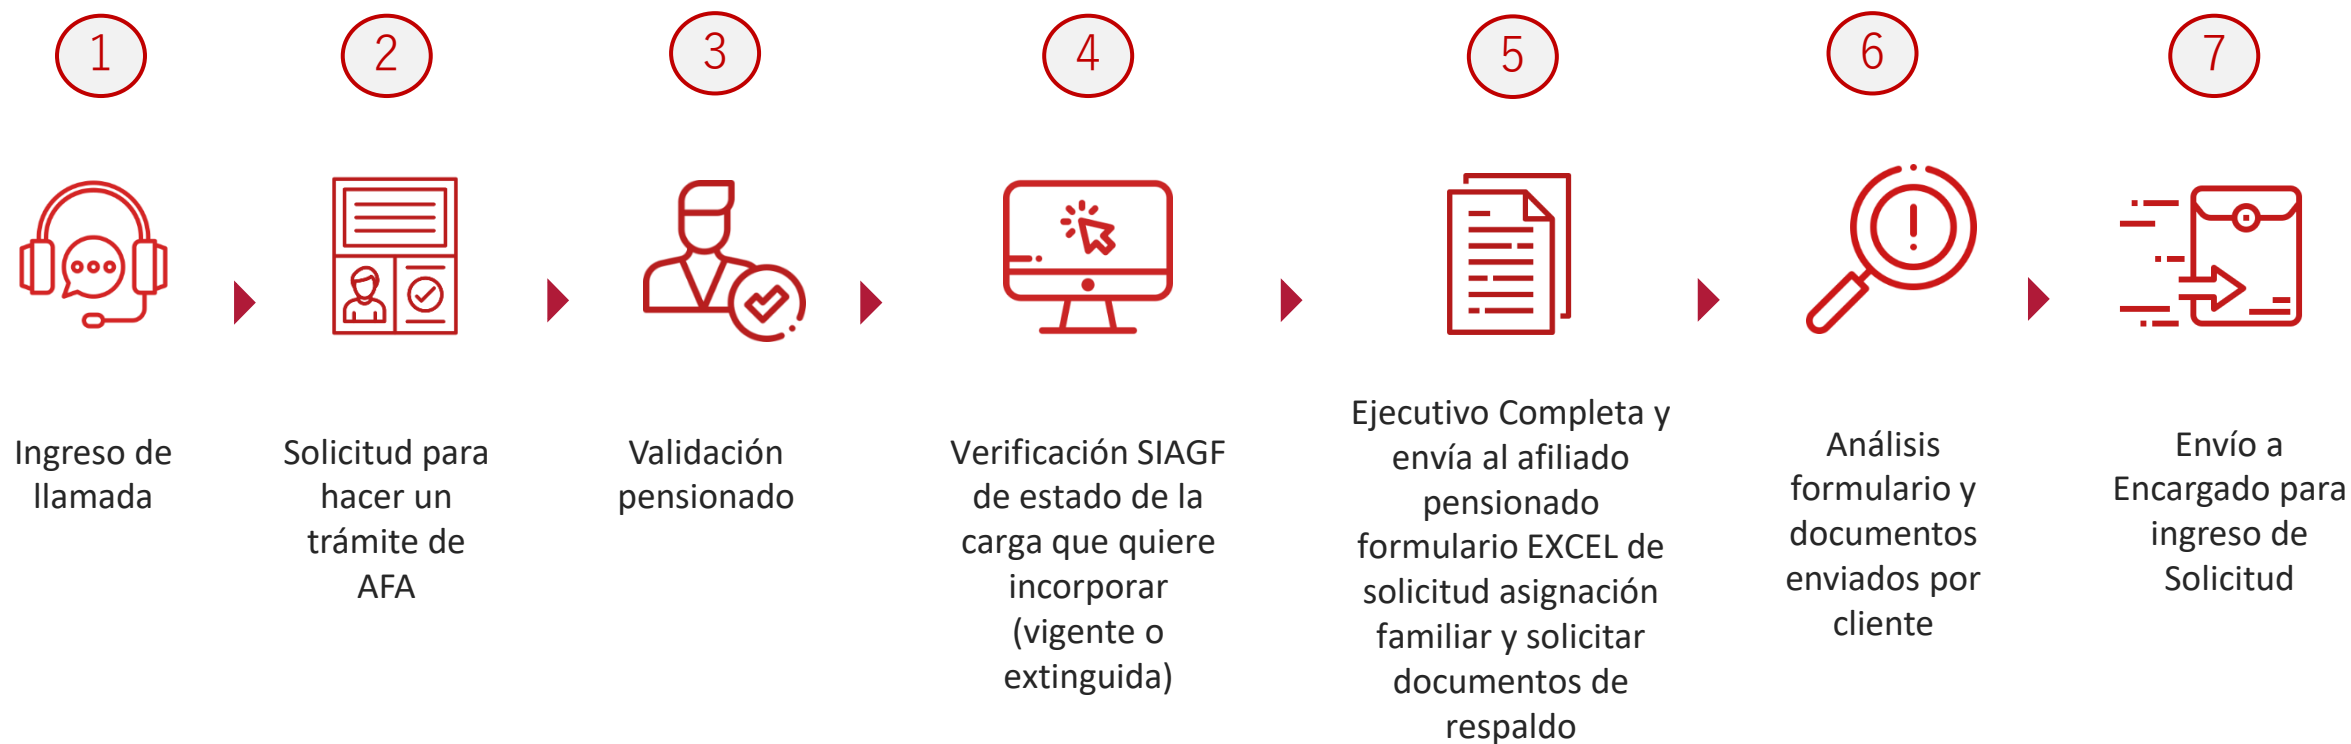 1
2
3
4
5
6
7
Ingreso de
llamada
Solicitud para
hacer un
trámite de
AFA
Validación
pensionado
Verificación SIAGF
de estado de la
carga que quiere
incorporar
(vigente o
extinguida)
Ejecutivo Completa y
envía al afiliado
pensionado
formulario EXCEL de
solicitud asignación
familiar y solicitar
documentos de
respaldo
Análisis
formulario y
documentos
enviados por
cliente
Envío a
Encargado para
ingreso de
Solicitud